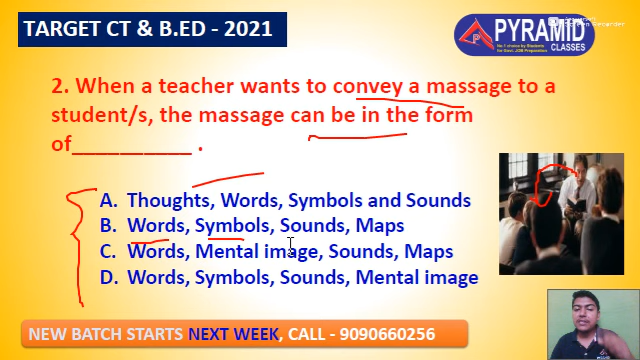 TARGET CT & B.ED - 2021
PYRAMID
CLASSES
2. When a teacher wants to convey a massage to a
student/s, the massage can be in the form
of__________ .
A. Thoughts, Words, Symbols and Sounds
B. Words, Symbols, Sounds, Maps
C. Words, Mental image, Sounds, Maps
D. Words, Symbols, Sounds, Mental image
NEW BATCH STARTS NEXT WEEK, CALL - 9090660256